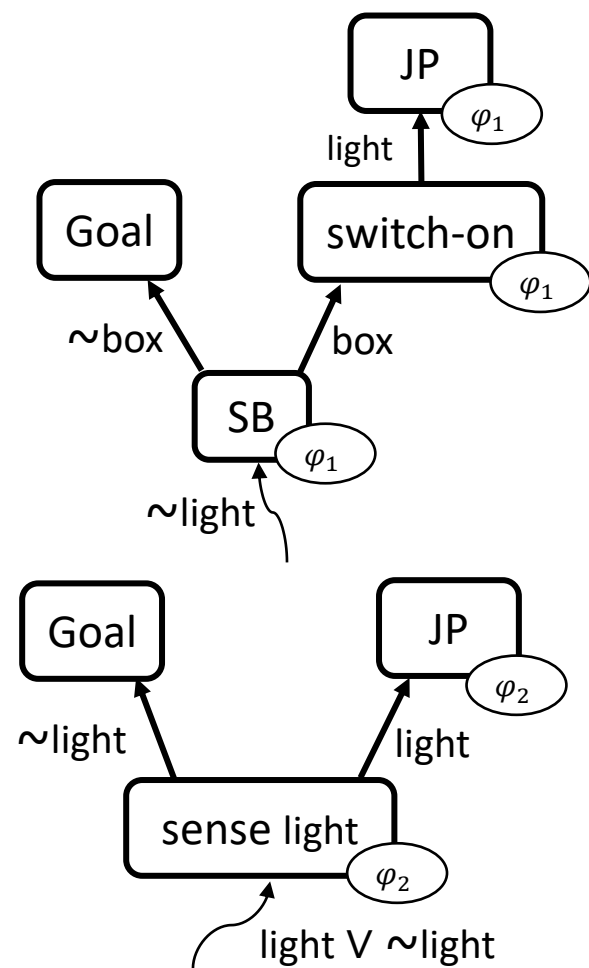 JP
φ₁
light
Goal
switch-on
φ₁
~box
box
SB
φ₁
~light
Goal
JP
φ₂
~light
light
sense light
φ₂
light V ~light